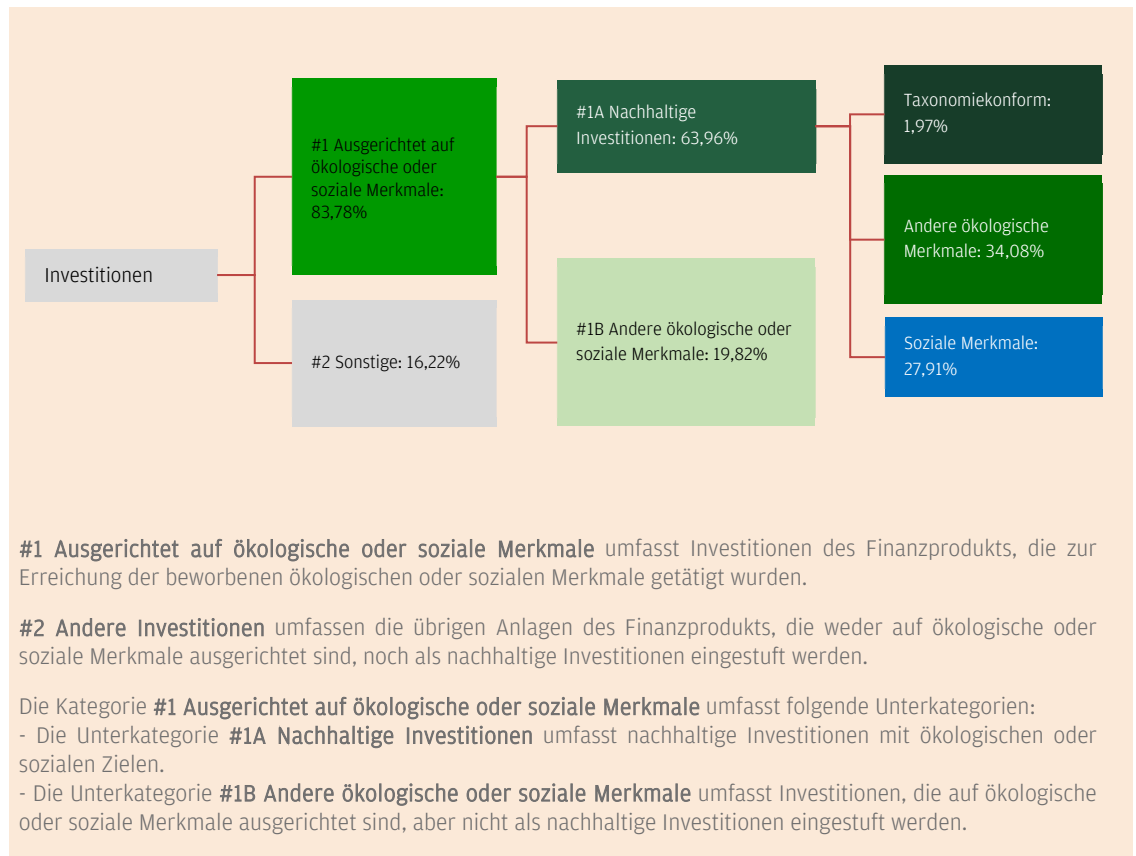 Investitionen
#1 Ausgerichtet auf
ökologische oder
soziale Merkmale:
83,78%
#2 Sonstige: 16,22%
#1A Nachhaltige
Investitionen: 63,96%
#1B Andere ökologische oder
soziale Merkmale: 19,82%
Taxonomiekonform:
1,97%
Andere ökologische
Merkmale: 34,08%
Soziale Merkmale:
27,91%
#1 Ausgerichtet auf ökologische oder soziale Merkmale umfasst Investitionen des Finanzprodukts, die zur
Erreichung der beworbenen ökologischen oder sozialen Merkmale getätigt wurden.
#2 Andere Investitionen umfassen die übrigen Anlagen des Finanzprodukts, die weder auf ökologische oder
soziale Merkmale ausgerichtet sind, noch als nachhaltige Investitionen eingestuft werden.
Die Kategorie #1 Ausgerichtet auf ökologische oder soziale Merkmale umfasst folgende Unterkategorien:
- Die Unterkategorie #1A Nachhaltige Investitionen umfasst nachhaltige Investitionen mit ökologischen oder
sozialen Zielen.
- Die Unterkategorie #1B Andere ökologische oder soziale Merkmale umfasst Investitionen, die auf ökologische
oder soziale Merkmale ausgerichtet sind, aber nicht als nachhaltige Investitionen eingestuft werden.